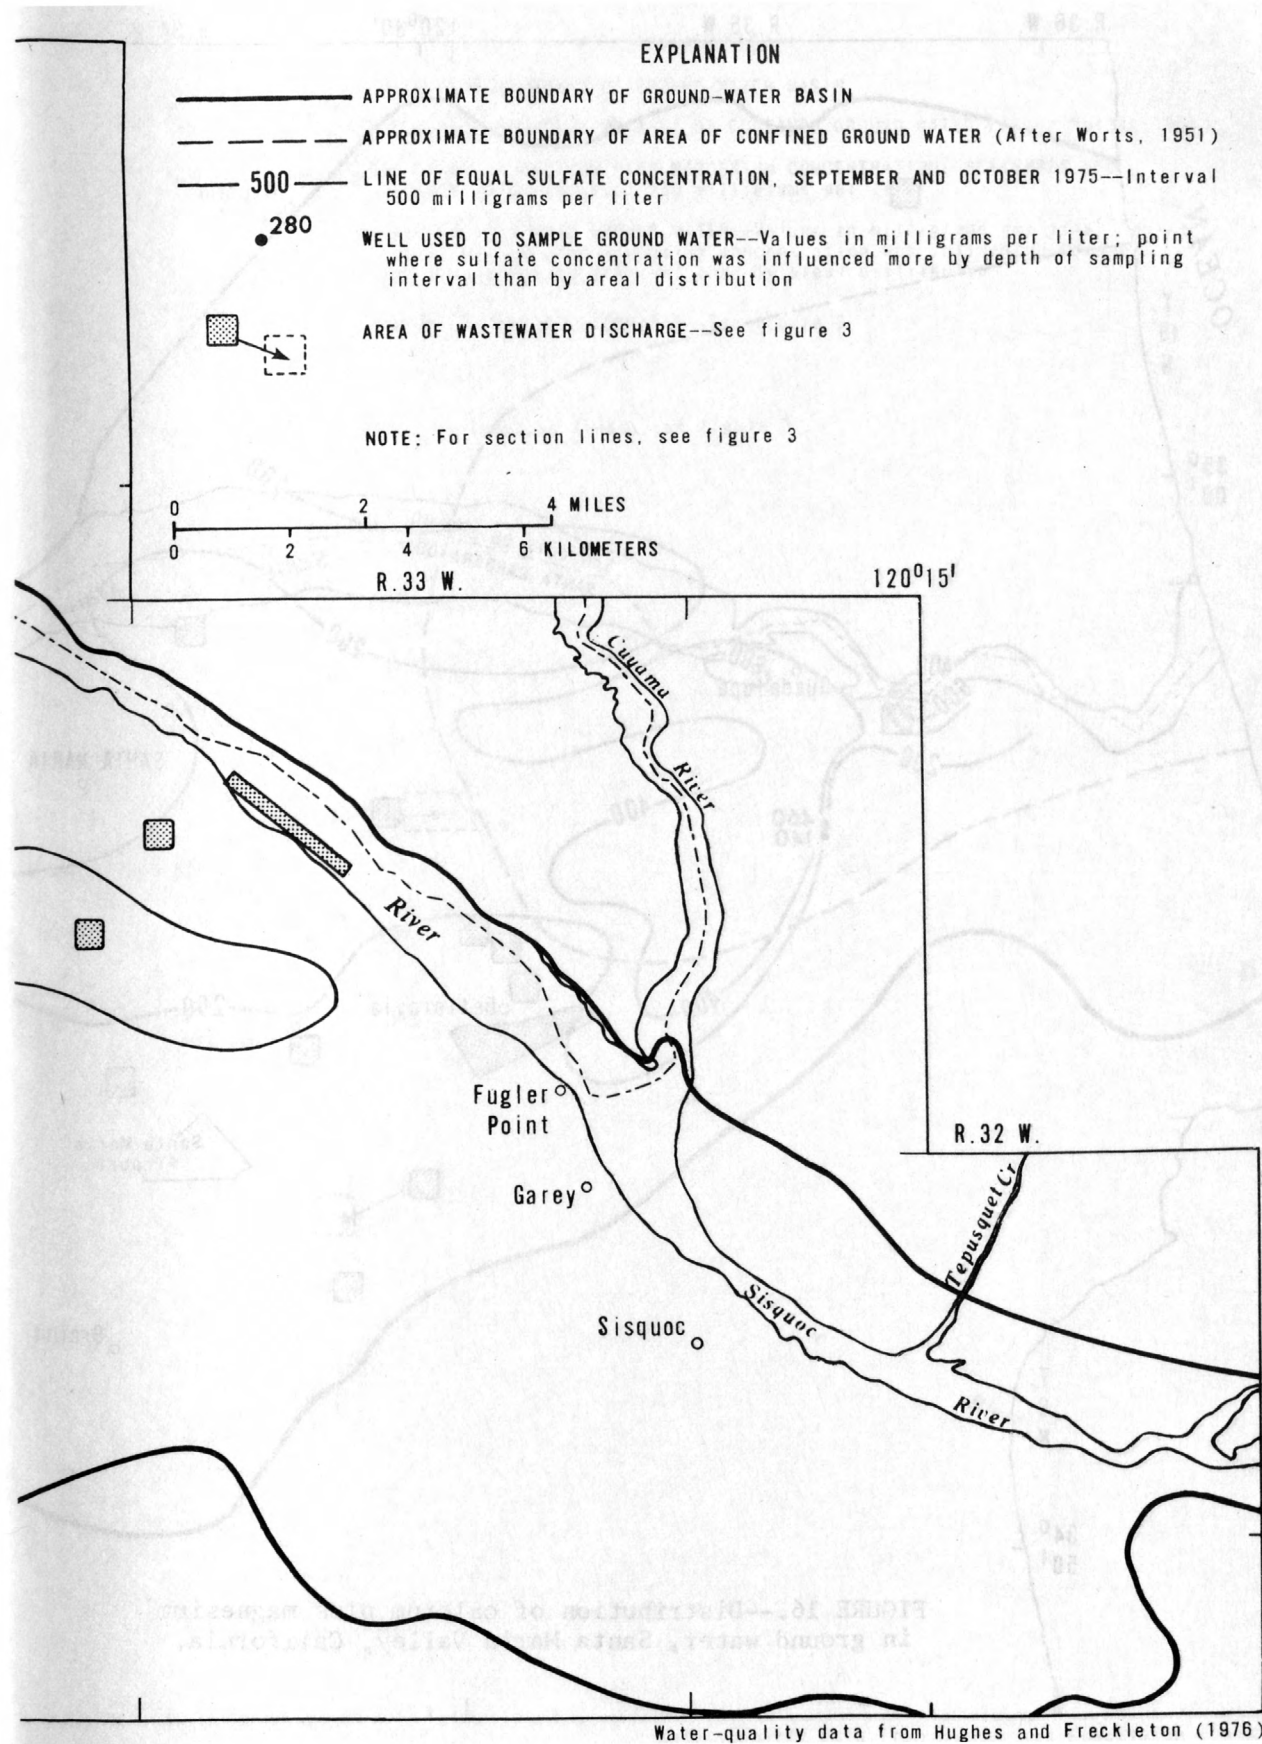 EXPLANATION
APPROXIMATE BOUNDARY OF GROUND-WATER BASIN
APPROXIMATE BOUNDARY OF AREA OF CONFINED GROUND WATER (After Worts, 1951)
500
LINE OF EQUAL SULFATE CONCENTRATION, SEPTEMBER AND OCTOBER 1975--Interval
500 milligrams per liter
280
WELL USED TO SAMPLE GROUND WATER--Values in milligrams per liter; point
where sulfate concentration was influenced more by depth of sampling
interval than by areal distribution
AREA OF WASTEWATER DISCHARGE--See figure 3
NOTE: For section lines, see figure 3
0 2 4 MILES
0 2 4 6 KILOMETERS
R.33 W.
120°15'
Cuyama
River
River
Fugler
Point
R.32 W.
Tepusquet Cr
Garey
Sisquoc
Sisquoc
River
Water-quality data from Hughes and Freckleton (1976)